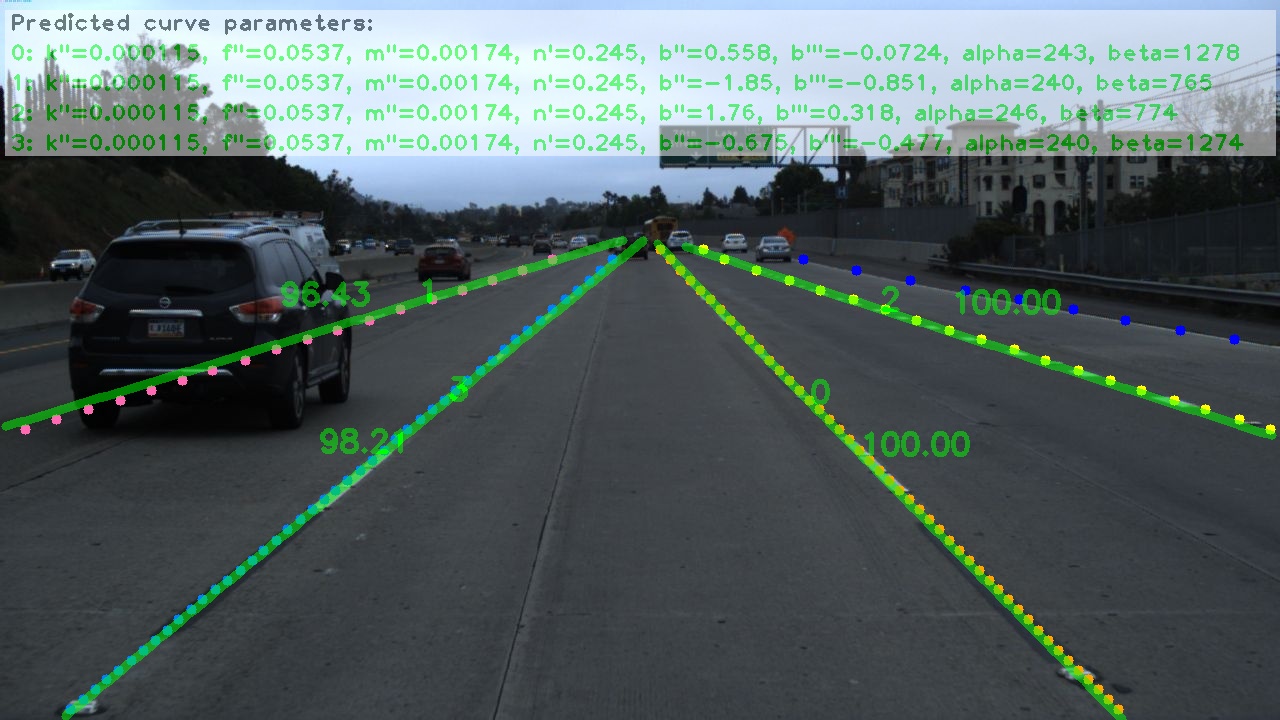 Predicted curve parameters:
0: k''=0.000115, f''=0.0537, m''=0.00174, n'=0.245, b''=0.558, b'''=−0.0724, alpha=243, beta=1278
1: k''=0.000115, f''=0.0537, m''=0.00174, n'=0.245, b''=−1.85, b'''=−0.851, alpha=240, beta=765
2: k''=0.000115, f''=0.0537, m''=0.00174, n'=0.245, b''=1.76, b'''=0.318, alpha=246, beta=774
3: k''=0.000115, f''=0.0537, m''=0.00174, n'=0.245, b''=−0.675, b'''=−0.477, alpha=240, beta=1274
96.43 1
2 100.00
3
0
98.21
100.00